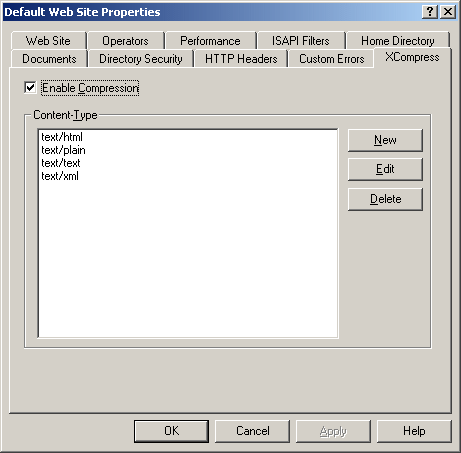 Default Web Site Properties
Web Site Operators Performance ISAPI Filters Home Directory
Documents Directory Security HTTP Headers Custom Errors XCompress
Enable Compression
Content-Type
text/html
text/plain
text/text
text/xml
New
Edit
Delete
OK Cancel Apply Help